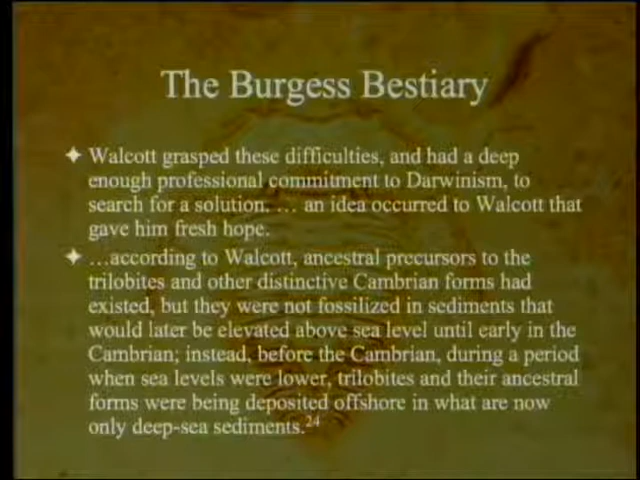 The Burgess Bestiary
Walcott grasped these difficulties, and had a deep
enough professional commitment to Darwinism, to
search for a solution. … an idea occurred to Walcott that
gave him fresh hope.
…according to Walcott, ancestral precursors to the
trilobites and other distinctive Cambrian forms had
existed, but they were not fossilized in sediments that
would later be elevated above sea level until early in the
Cambrian; instead, before the Cambrian, during a period
when sea levels were lower, trilobites and their ancestral
forms were being deposited offshore in what are now
only deep-sea sediments.24